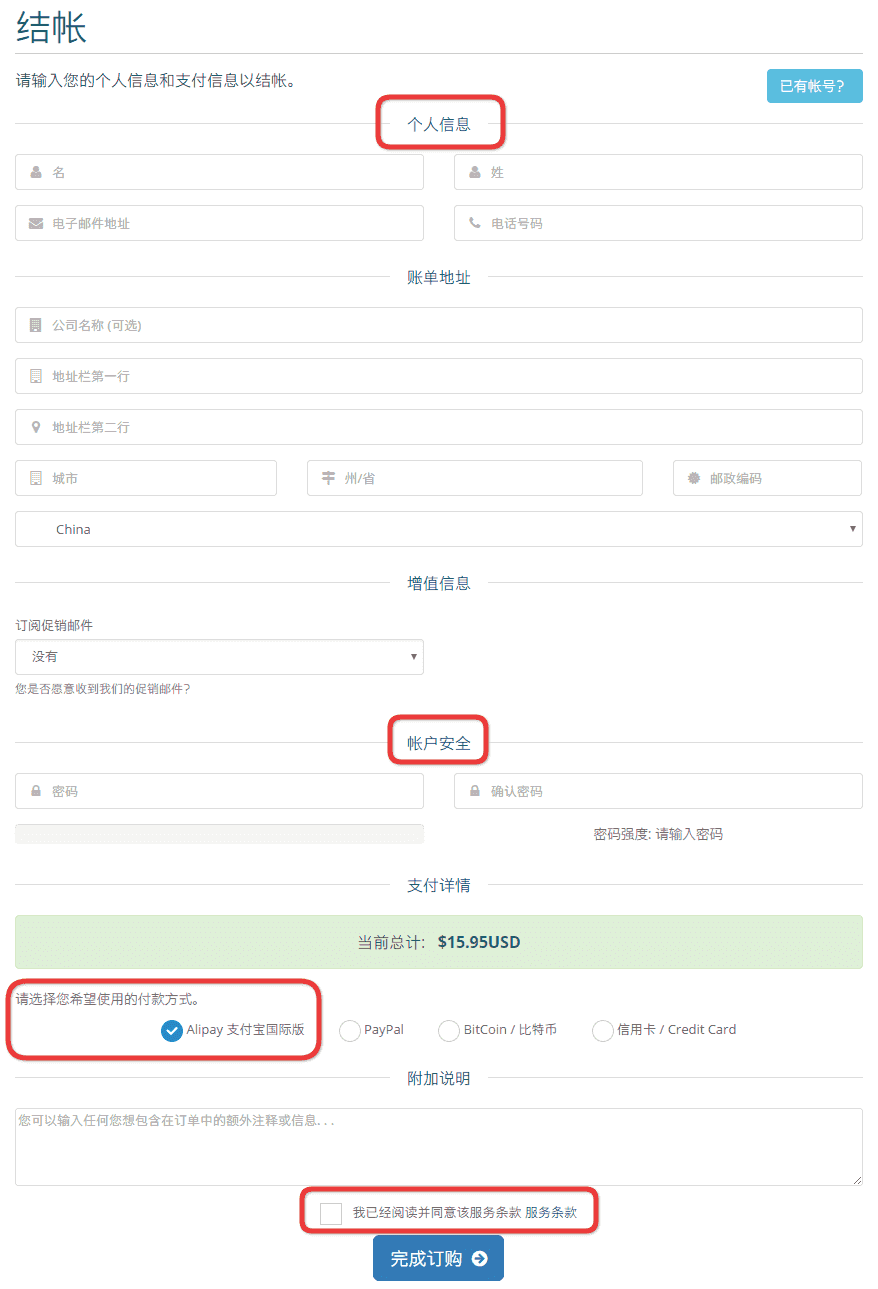 结帐
请输入您的个人信息和支付信息以结帐。
已有帐号？
个人信息
名
姓
电子邮件地址
电话号码
账单地址
公司名称 (可选)
地址栏第一行
地址栏第二行
城市
州/省
邮政编码
China
增值信息
订阅促销邮件
没有
您是否愿意收到我们的促销邮件？
帐户安全
密码
确认密码
密码强度: 请输入密码
支付详情
当前总计: $15.95USD
请选择您希望使用的付款方式。
Alipay 支付宝国际版
PayPal
BitCoin / 比特币
信用卡 / Credit Card
附加说明
您可以输入任何您想包含在订单中的额外注释或信息. . .
我已经阅读并同意该服务条款 服务条款
完成订购